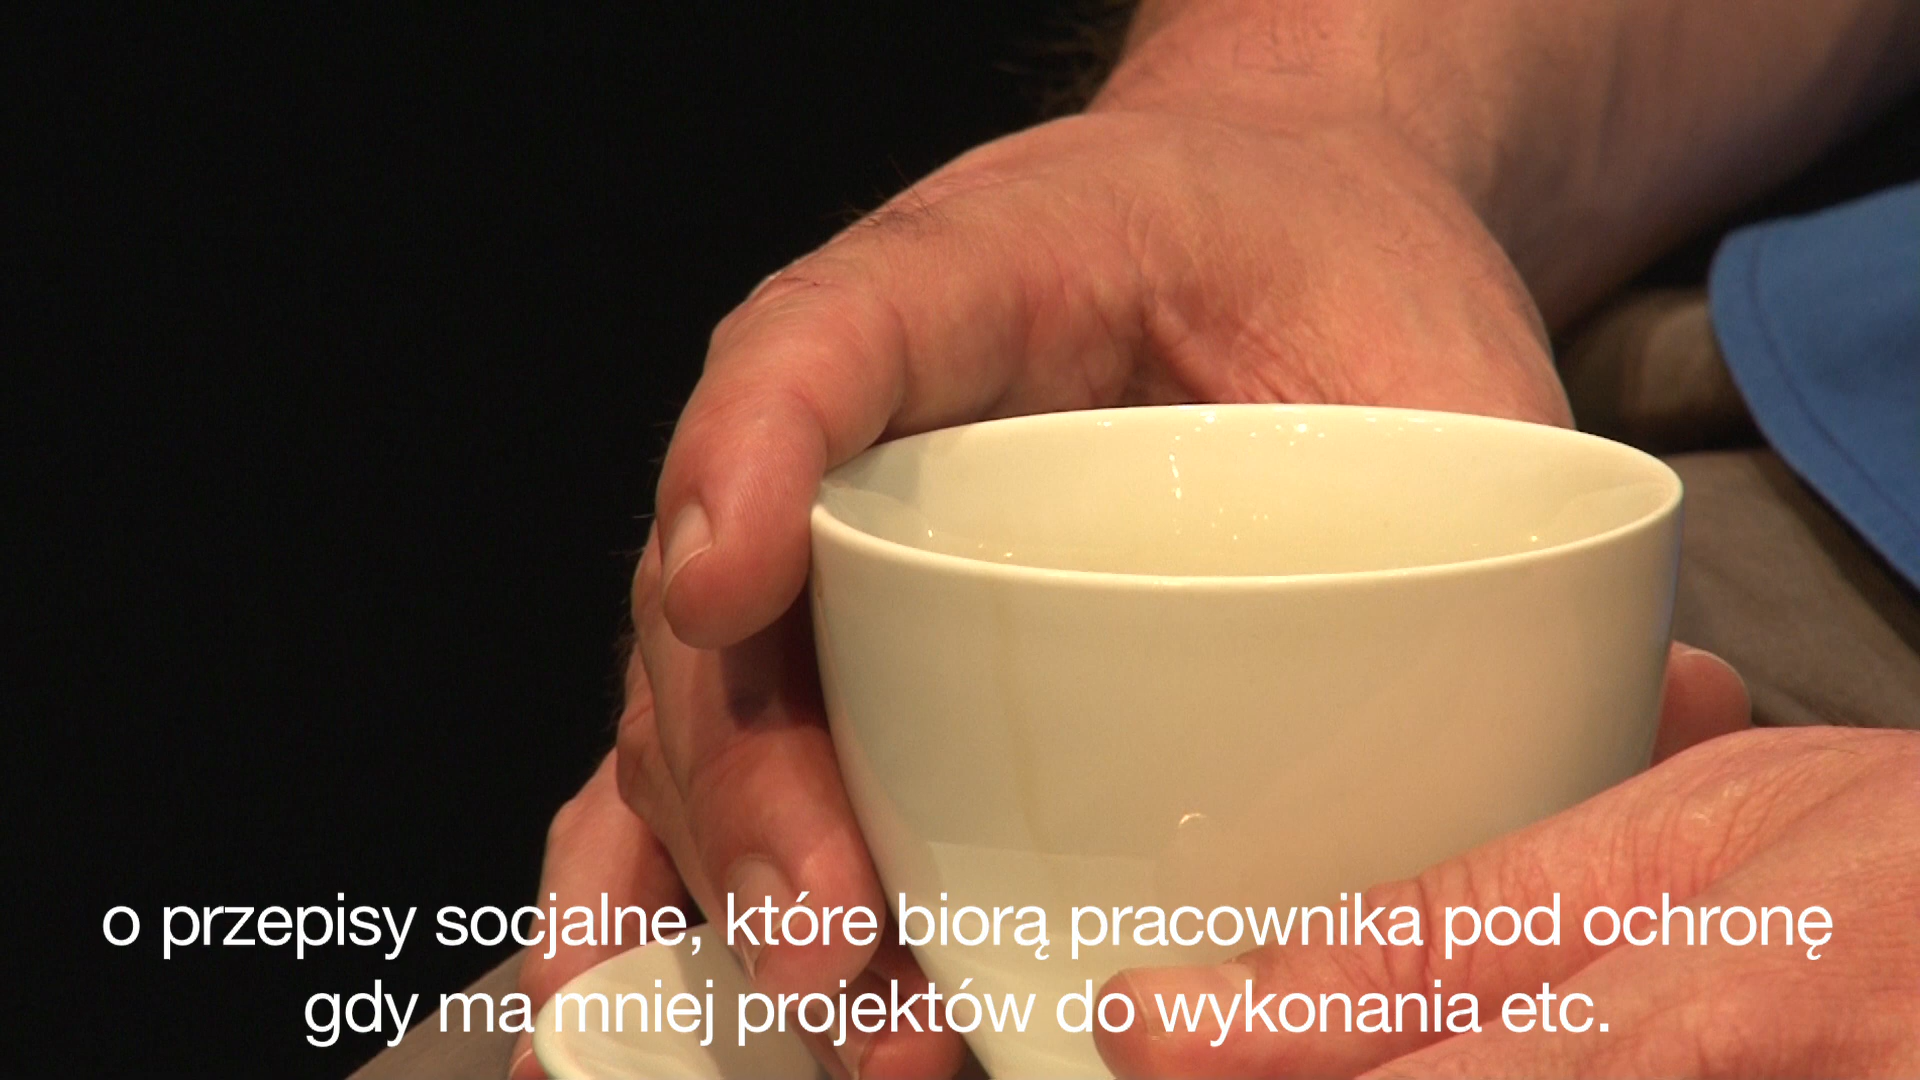 o przepisy socjalne, które biorą pracownika pod ochronę
gdy ma mniej projektów do wykonania etc.